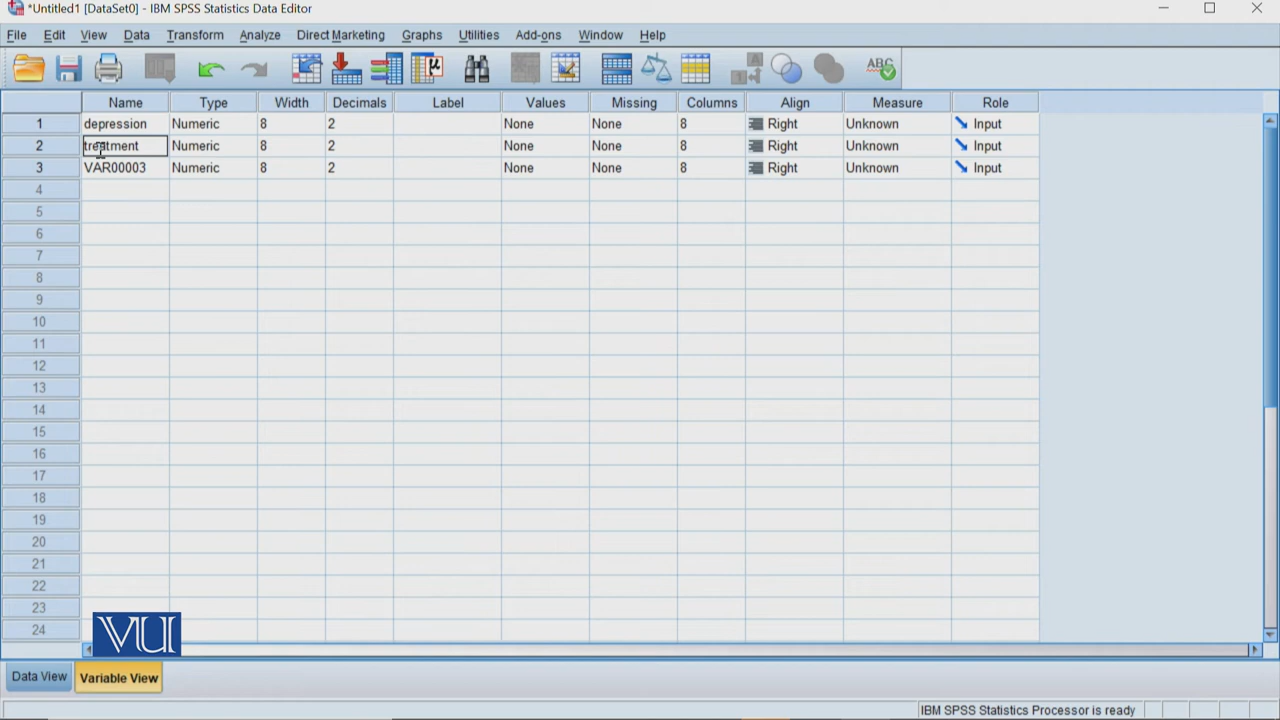 *Untitled1 [DataSet0] - IBM SPSS Statistics Data Editor
File Edit View Data Transform Analyze Direct Marketing Graphs Utilities Add-ons Window Help
Name Type Width Decimals Label Values Missing Columns Align Measure Role
1 depression Numeric 8 2 None None 8 Right Unknown Input
2 treatment Numeric 8 2 None None 8 Right Unknown Input
3 VAR00003 Numeric 8 2 None None 8 Right Unknown Input
4
5
6
7
8
9
10
11
12
13
14
15
16
17
18
19
20
21
22
23
24
VU
Data View Variable View
IBM SPSS Statistics Processor is ready